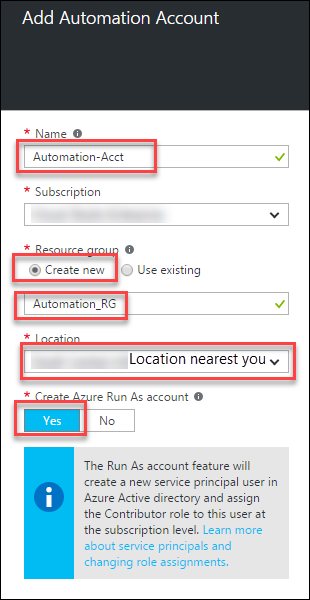 Add Automation Account
* Name
Automation-Acct
* Subscription
* Resource group
Create new Use existing
Automation_RG
* Location
Location nearest you
* Create Azure Run As account
Yes No
The Run As account feature will
create a new service principal user in
Azure Active directory and assign
the Contributor role to this user at
the subscription level. Learn more
about service principals and
changing role assignments.